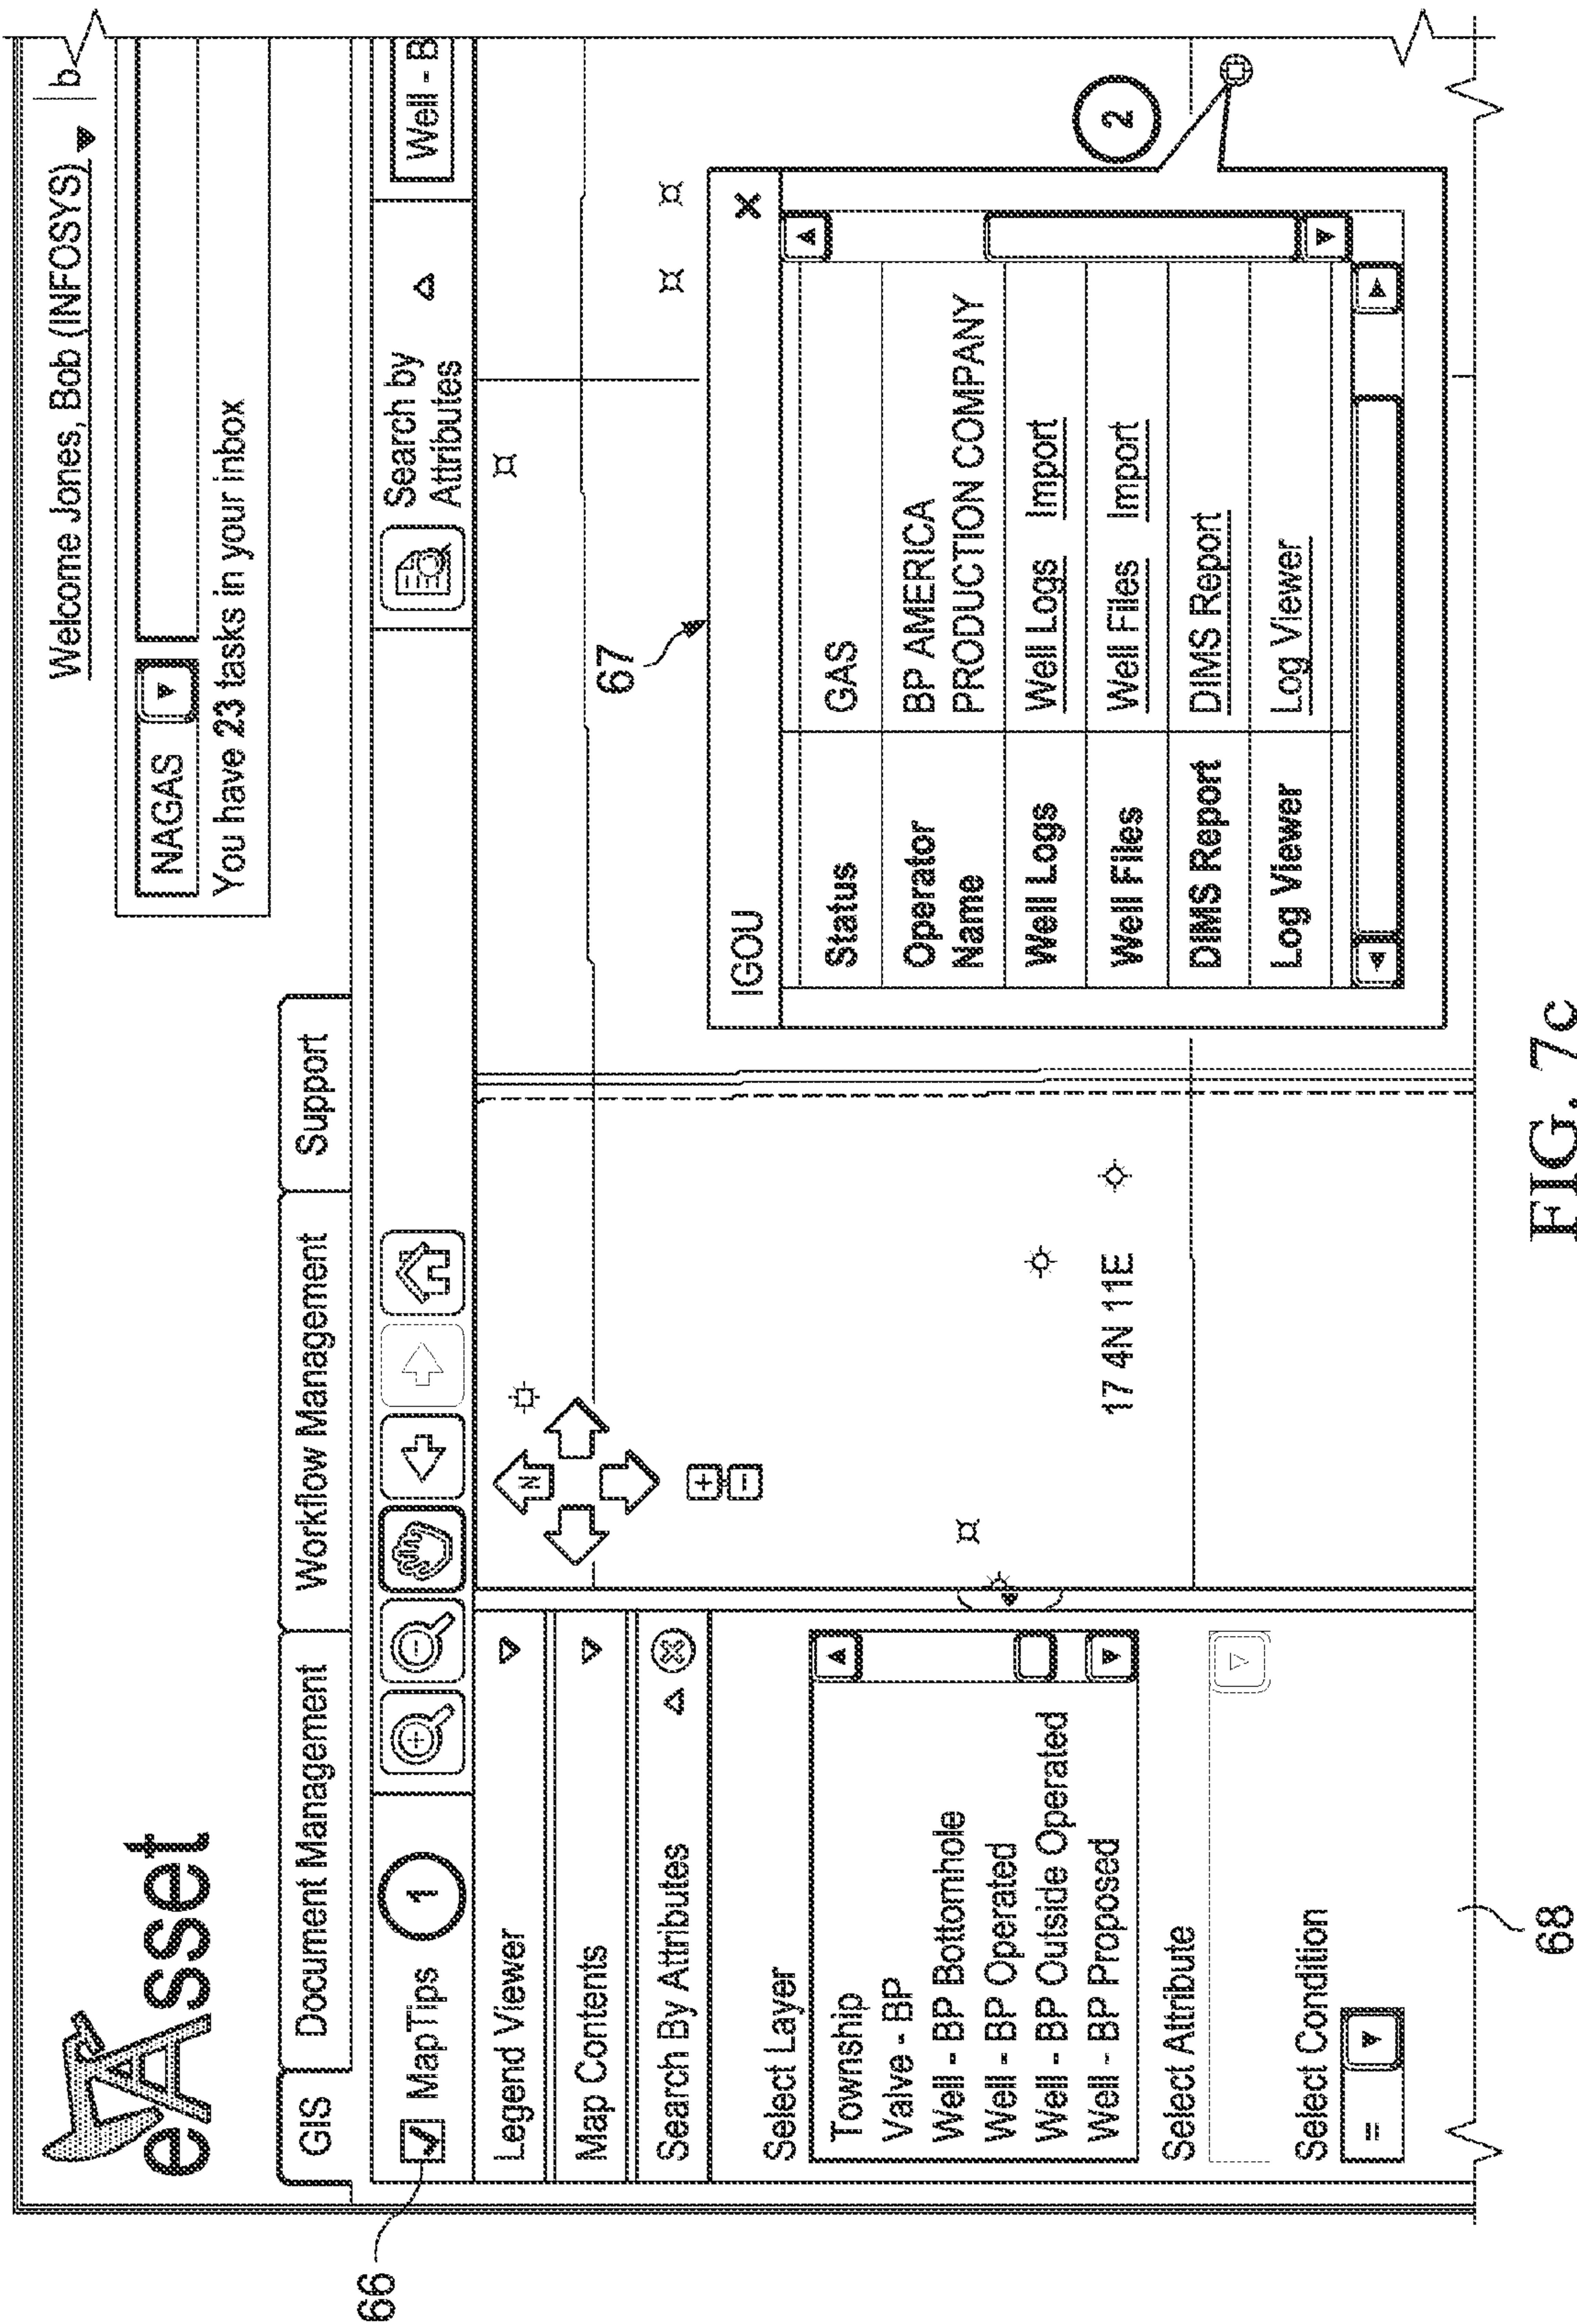 eAsset
Welcome Jones, Bob (INFOSYS)
b
NAGAS
You have 23 tasks in your inbox
GIS
Document Management
Workflow Management
Support
66
MapTips
1
Search by
Attributes
Well - B
Legend Viewer
Map Contents
Search By Attributes
Select Layer
Township
Valve - BP
Well - BP Bottomhole
Well - BP Operated
Well - BP Outside Operated
Well - BP Proposed
Select Attribute
Select Condition
=
68
N
+
-
17 4N 11E
67
IGOU
X
Status GAS
Operator BP AMERICA
Name PRODUCTION COMPANY
Well Logs Well Logs Import
Well Files Well Files Import
DIMS Report DIMS Report
Log Viewer Log Viewer
2
FIG. 7c